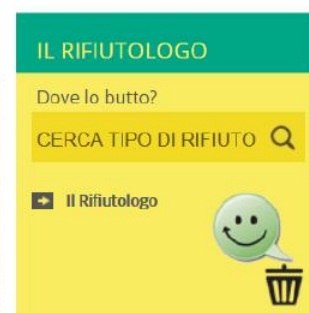 IL RIFIUTOLOGO
Dove lo butto?
CERCA TIPO DI RIFIUTO
Il Rifiutologo